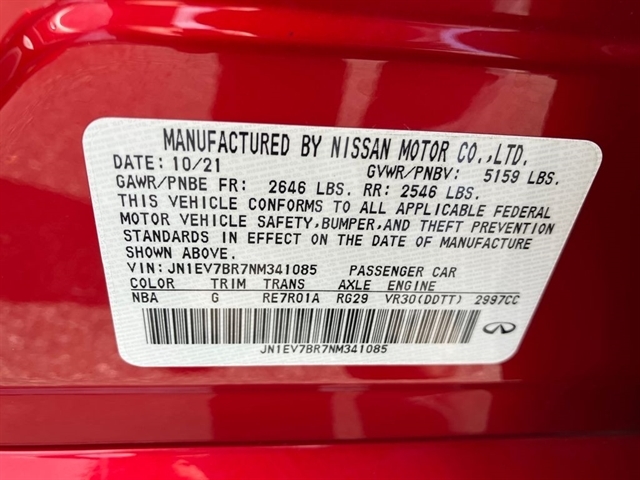 MANUFACTURED BY NISSAN MOTOR CO.,LTD.
DATE: 10/21 GVWR/PNBV: 5159 LBS.
GAWR/PNBE FR: 2646 LBS. RR: 2546 LBS.
THIS VEHICLE CONFORMS TO ALL APPLICABLE FEDERAL
MOTOR VEHICLE SAFETY,BUMPER,AND THEFT PREVENTION
STANDARDS IN EFFECT ON THE DATE OF MANUFACTURE
SHOWN ABOVE.
VIN: JN1EV7BR7NM341085 PASSENGER CAR
COLOR TRIM TRANS AXLE ENGINE
NBA G RE7R01A RG29 VR30(DDTT) 2997CC
JN1EV7BR7NM341085